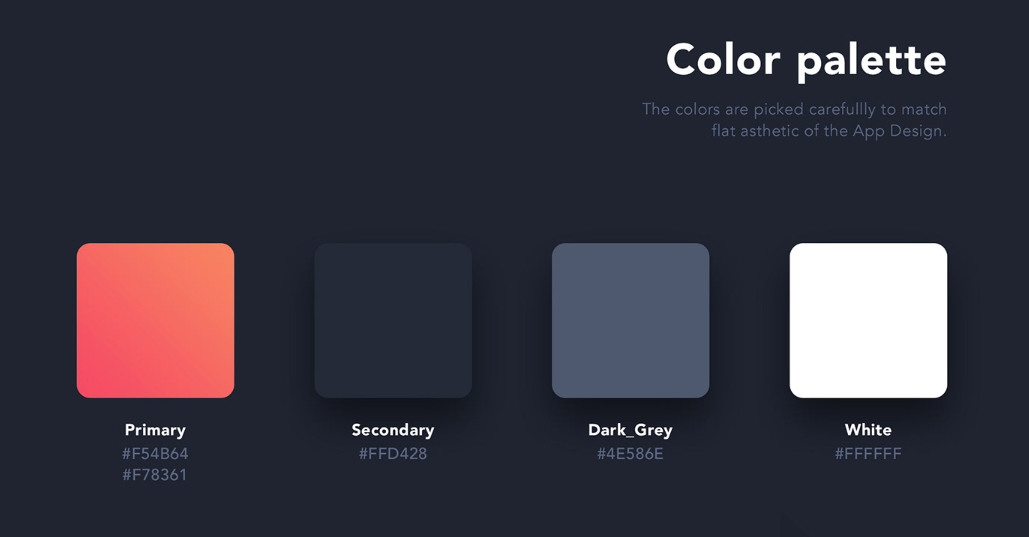 Color palette
The colors are picked carefullly to match
flat asthetic of the App Design.
Primary
#F54B64
#F78361
Secondary
#FFD428
Dark_Grey
#4E586E
White
#FFFFFF